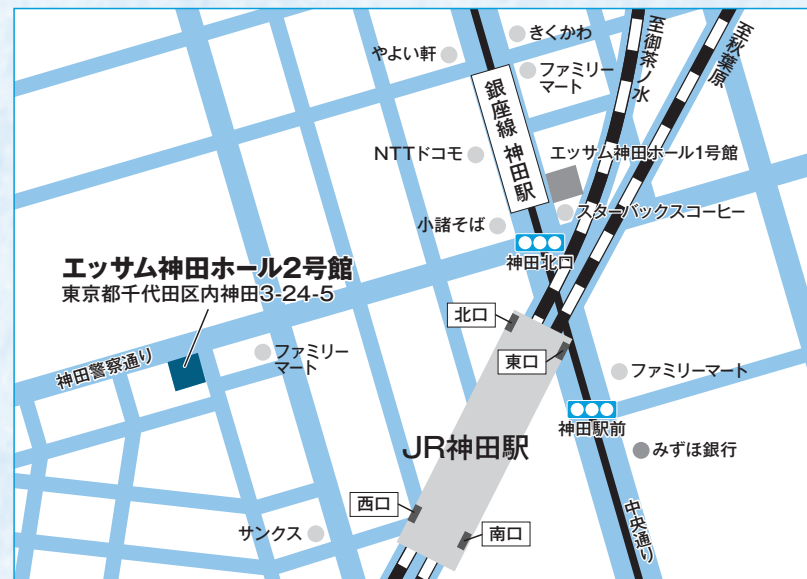 きくかわ
やよい軒
ファミリー
マート
至御茶ノ水
至秋葉原
銀座線 神田駅
NTTドコモ
エッサム神田ホール1号館
スターバックスコーヒー
小諸そば
神田北口
エッサム神田ホール2号館
東京都千代田区内神田3-24-5
北口
東口
神田警察通り
ファミリー
マート
ファミリーマート
神田駅前
JR神田駅
みずほ銀行
西口
サンクス
南口
中央通り